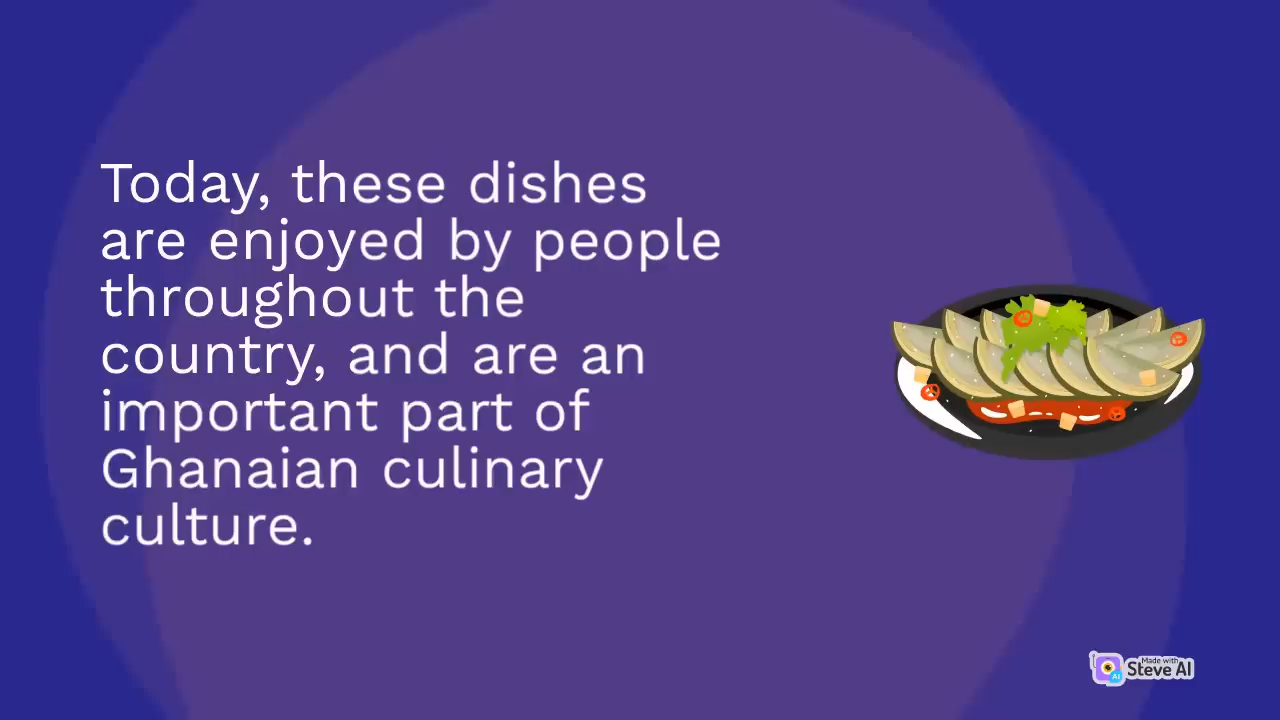 Today, these dishes
are enjoyed by people
throughout the
country, and are an
important part of
Ghanaian culinary
culture.
Made with
Steve AI
AI